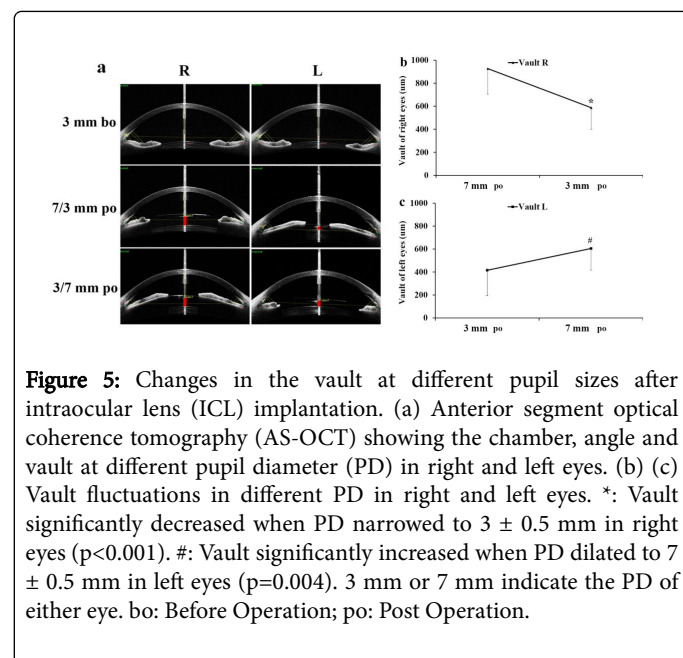 a
R
L
3 mm bo
7/3 mm po
3/7 mm po
b
Vault R
Vault of right eyes (um)
1000
800
600
400
200
0
*
7 mm po
3 mm po
c
Vault L
Vault of left eyes (um)
1000
800
600
400
200
0
#
3 mm po
7 mm po
Figure 5: Changes in the vault at different pupil sizes after
intraocular lens (ICL) implantation. (a) Anterior segment optical
coherence tomography (AS-OCT) showing the chamber, angle and
vault at different pupil diameter (PD) in right and left eyes. (b) (c)
Vault fluctuations in different PD in right and left eyes. *: Vault
significantly decreased when PD narrowed to 3 ± 0.5 mm in right
eyes (p<0.001). #: Vault significantly increased when PD dilated to 7
± 0.5 mm in left eyes (p=0.004). 3 mm or 7 mm indicate the PD of
either eye. bo: Before Operation; po: Post Operation.